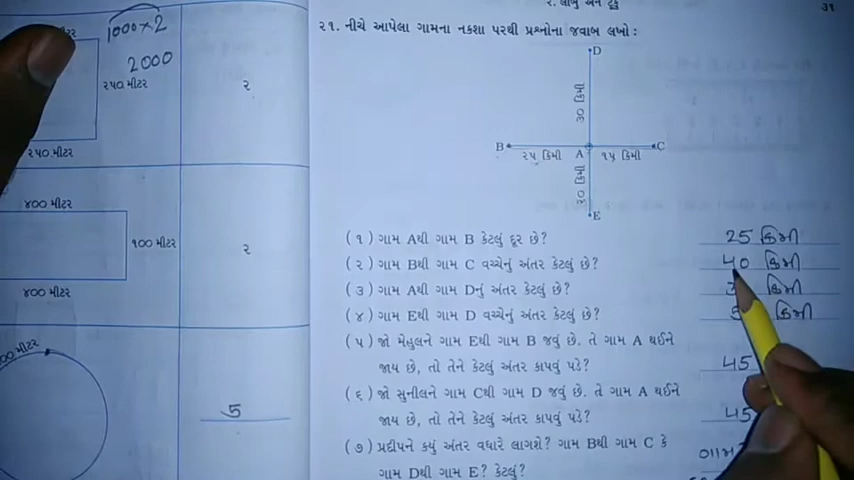 ૨. લાંબુ અને ટૂંકુ
૩૧
1000 × 2
2000
૨૫૦ મીટર
૨
૨૫૦ મીટર
૪૦૦ મીટર
૧૦૦ મીટર
૨
૪૦૦ મીટર
મીટર
5
૨૧. નીચે આપેલા ગામના નકશા પરથી પ્રશ્નોના જવાબ લખો :
D
૩૦ કિમી
B
૨૫ કિમી
A
૧૫ કિમી
C
E
(૧) ગામ Aથી ગામ B કેટલું દૂર છે?
25 કિમી
(૨) ગામ Bથી ગામ C વચ્ચેનું અંતર કેટલું છે?
40 કિમી
(૩) ગામ Aથી ગામ Dનું અંતર કેટલું છે?
કિમી
(૪) ગામ Eથી ગામ D વચ્ચેનું અંતર કેટલું છે?
કિમી
(૫) જો મેહુલને ગામ Eથી ગામ B જવું છે. તે ગામ A થઈને
જાય છે, તો તેને કેટલું અંતર કાપવું પડે?
45
(૬) જો સુનીલને ગામ Cથી ગામ D જવું છે. તે ગામ A થઈને
જાય છે, તો તેને કેટલું અંતર કાપવું પડે?
45
(૭) પ્રદીપને કયું અંતર વધારે લાગશે? ગામ Bથી ગામ C કે
ગામ Dથી ગામ E? કેટલું?